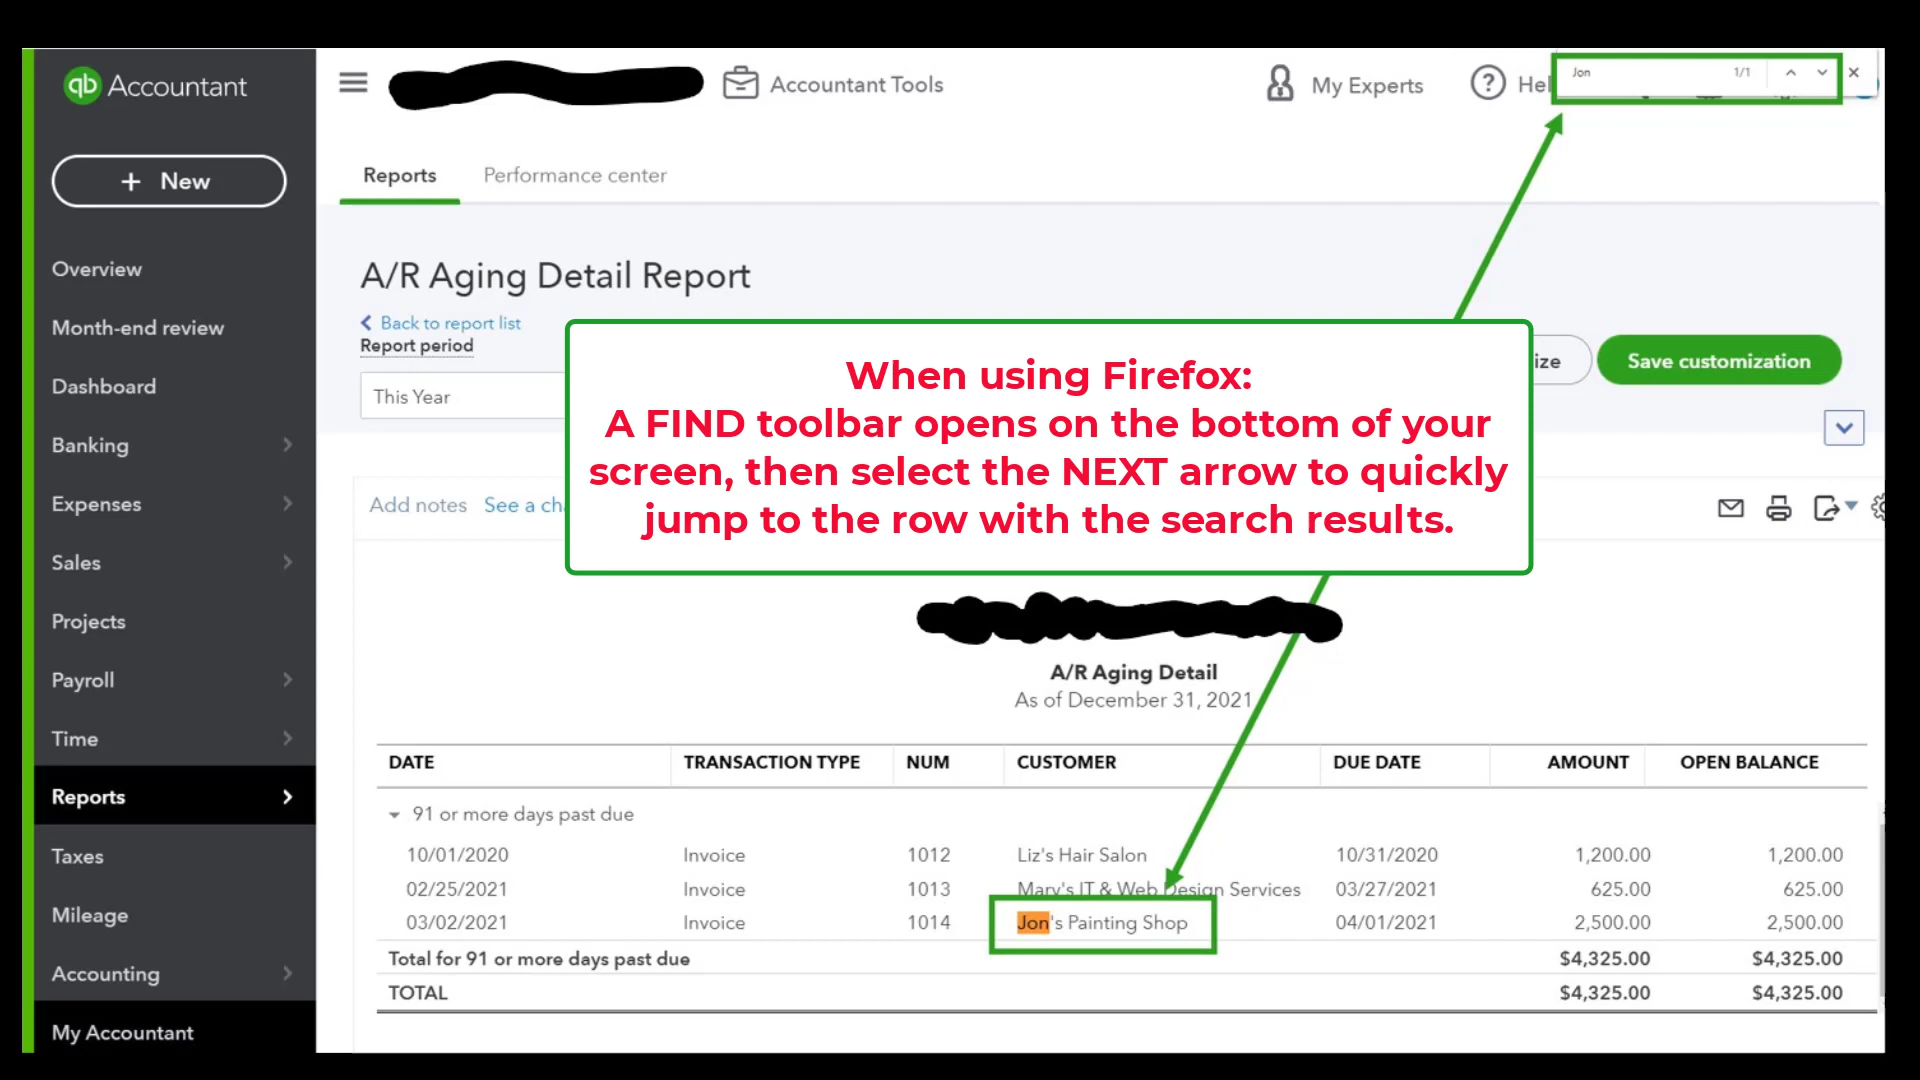 qb Accountant
Accountant Tools
My Experts
Jon 1/1
+ New
Reports Performance center
Overview
Month-end review
Dashboard
Banking
Expenses
Sales
Projects
Payroll
Time
Reports
Taxes
Mileage
Accounting
My Accountant
A/R Aging Detail Report
Back to report list
Report period
This Year
Save customization
When using Firefox:
A FIND toolbar opens on the bottom of your
screen, then select the NEXT arrow to quickly
jump to the row with the search results.
Add notes See a
A/R Aging Detail
As of December 31, 2021
DATE TRANSACTION TYPE NUM CUSTOMER DUE DATE AMOUNT OPEN BALANCE
91 or more days past due
10/01/2020 Invoice 1012 Liz's Hair Salon 10/31/2020 1,200.00 1,200.00
02/25/2021 Invoice 1013 Mary's IT & Web Design Services 03/27/2021 625.00 625.00
03/02/2021 Invoice 1014 Jon's Painting Shop 04/01/2021 2,500.00 2,500.00
Total for 91 or more days past due $4,325.00 $4,325.00
TOTAL $4,325.00 $4,325.00